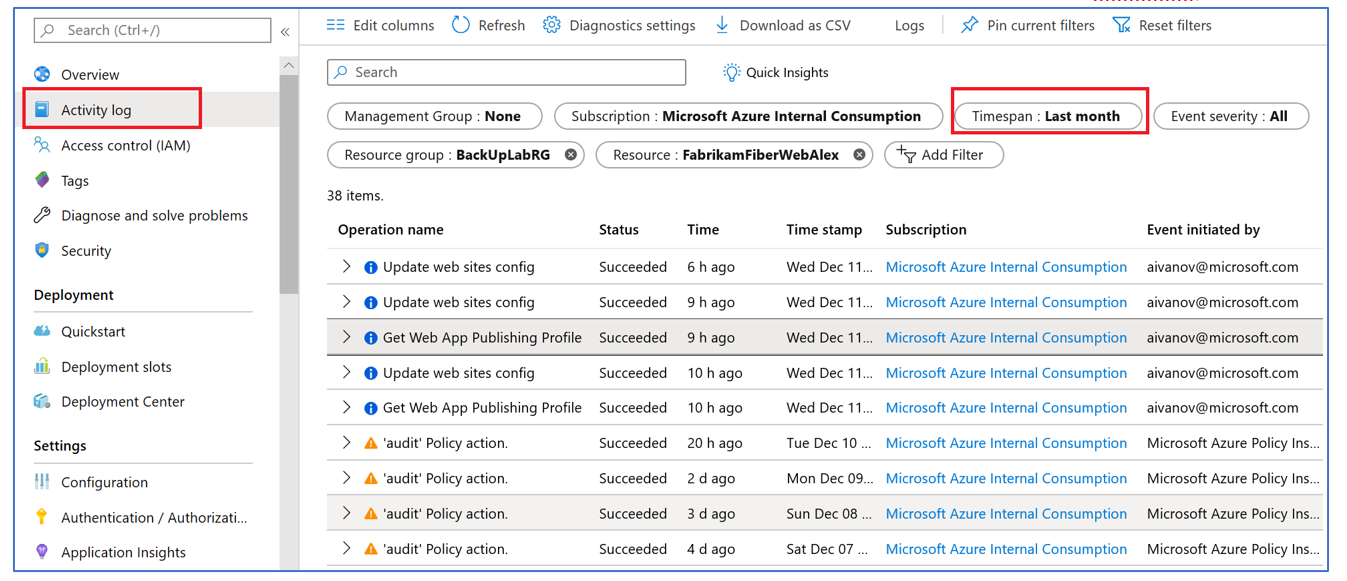 Search (Ctrl+/)
«
Overview
Activity log
Access control (IAM)
Tags
Diagnose and solve problems
Security
Deployment
Quickstart
Deployment slots
Deployment Center
Settings
Configuration
Authentication / Authorizati...
Application Insights
Edit columns Refresh Diagnostics settings Download as CSV Logs Pin current filters Reset filters
Search Quick Insights
Management Group : None Subscription : Microsoft Azure Internal Consumption Timespan : Last month Event severity : All
Resource group : BackUpLabRG Resource : FabrikamFiberWebAlex Add Filter
38 items.
Operation name Status Time Time stamp Subscription Event initiated by
Update web sites config Succeeded 6 h ago Wed Dec 11... Microsoft Azure Internal Consumption aivanov@microsoft.com
Update web sites config Succeeded 9 h ago Wed Dec 11... Microsoft Azure Internal Consumption aivanov@microsoft.com
Get Web App Publishing Profile Succeeded 9 h ago Wed Dec 11... Microsoft Azure Internal Consumption aivanov@microsoft.com
Update web sites config Succeeded 10 h ago Wed Dec 11... Microsoft Azure Internal Consumption aivanov@microsoft.com
Get Web App Publishing Profile Succeeded 10 h ago Wed Dec 11... Microsoft Azure Internal Consumption aivanov@microsoft.com
'audit' Policy action. Succeeded 20 h ago Tue Dec 10 ... Microsoft Azure Internal Consumption Microsoft Azure Policy Ins...
'audit' Policy action. Succeeded 2 d ago Mon Dec 09... Microsoft Azure Internal Consumption Microsoft Azure Policy Ins...
'audit' Policy action. Succeeded 3 d ago Sun Dec 08 ... Microsoft Azure Internal Consumption Microsoft Azure Policy Ins...
'audit' Policy action. Succeeded 4 d ago Sat Dec 07 ... Microsoft Azure Internal Consumption Microsoft Azure Policy Ins...